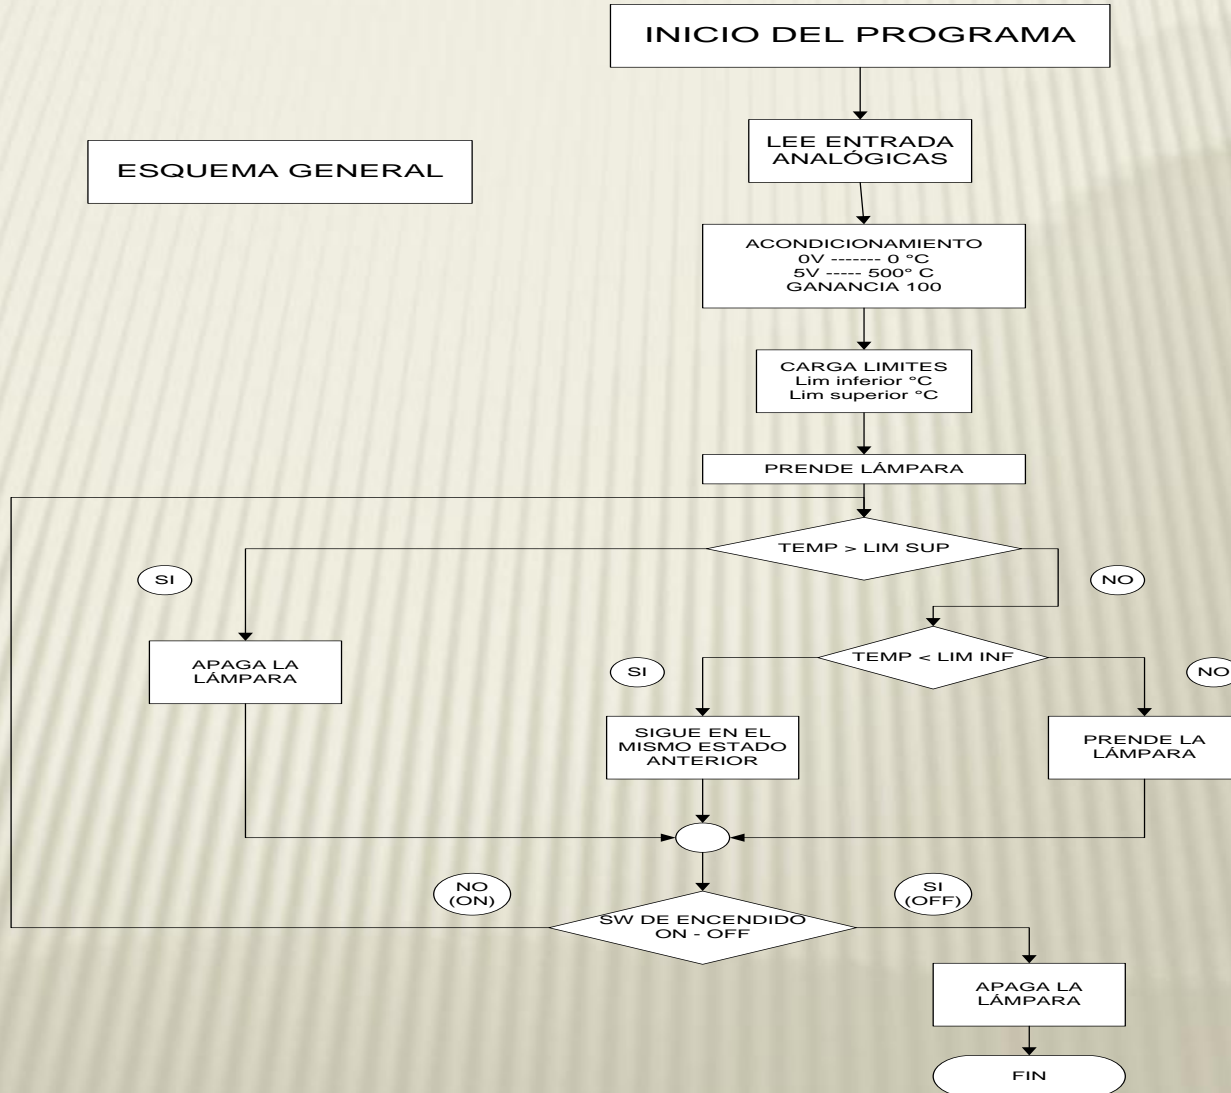 INICIO DEL PROGRAMA
ESQUEMA GENERAL
LEE ENTRADA
ANALÓGICAS
ACONDICIONAMIENTO
0V ------- 0 °C
5V ----- 500° C
GANANCIA 100
CARGA LIMITES
Lim inferior °C
Lim superior °C
PRENDE LÁMPARA
TEMP > LIM SUP
SI
NO
APAGA LA
LÁMPARA
TEMP < LIM INF
SI
NO
SIGUE EN EL
MISMO ESTADO
ANTERIOR
PRENDE LA
LÁMPARA
NO
(ON)
SI
(OFF)
SW DE ENCENDIDO
ON - OFF
APAGA LA
LÁMPARA
FIN